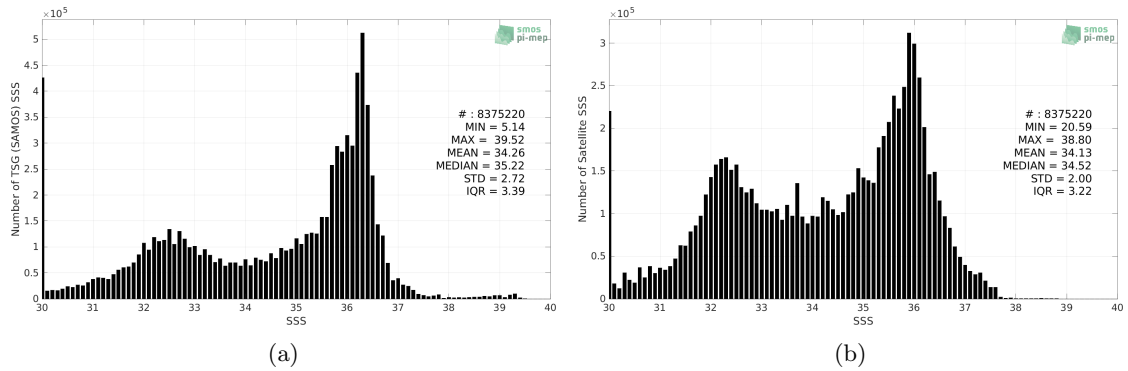 ×10⁵
smos
pi-mep
5
4.5
4
3.5
3
2.5
2
1.5
1
0.5
0
Number of TSG (SAMOS) SSS
# : 8375220
MIN = 5.14
MAX = 39.52
MEAN = 34.26
MEDIAN = 35.22
STD = 2.72
IQR = 3.39
30 31 32 33 34 35 36 37 38 39 40
SSS
(a)
×10⁵
smos
pi-mep
3
2.5
2
1.5
1
0.5
0
Number of Satellite SSS
# : 8375220
MIN = 20.59
MAX = 38.80
MEAN = 34.13
MEDIAN = 34.52
STD = 2.00
IQR = 3.22
30 31 32 33 34 35 36 37 38 39 40
SSS
(b)